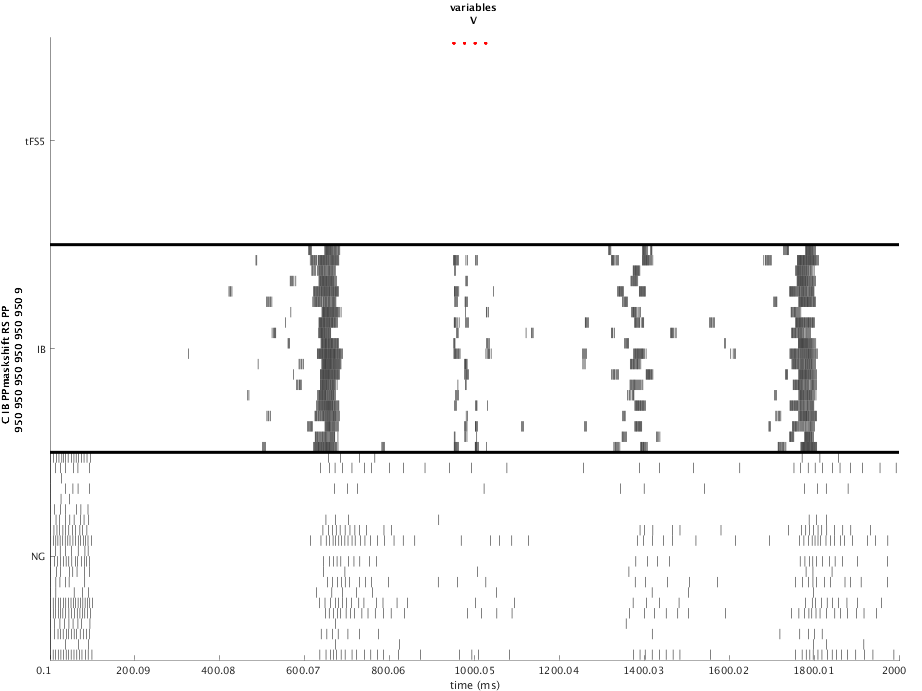 variables
V
tFS5
C IB PPmaskshift RS PP
950 950 950 950 950 950 9
IB
NG
0.1 200.09 400.08 600.07 800.06 1000.05 1200.04 1400.03 1600.02 1800.01 2000
time (ms)